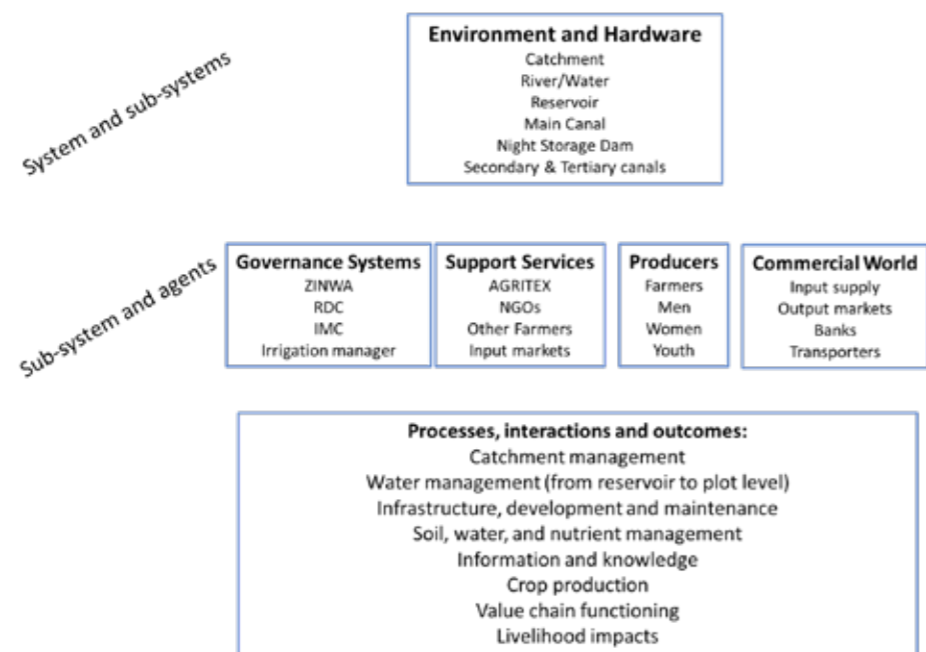 System and sub-systems
Environment and Hardware
Catchment
River/Water
Reservoir
Main Canal
Night Storage Dam
Secondary & Tertiary canals
Sub-system and agents
Governance Systems
ZINWA
RDC
IMC
Irrigation manager
Support Services
AGRITEX
NGOs
Other Farmers
Input markets
Producers
Farmers
Men
Women
Youth
Commercial World
Input supply
Output markets
Banks
Transporters
Processes, interactions and outcomes:
Catchment management
Water management (from reservoir to plot level)
Infrastructure, development and maintenance
Soil, water, and nutrient management
Information and knowledge
Crop production
Value chain functioning
Livelihood impacts